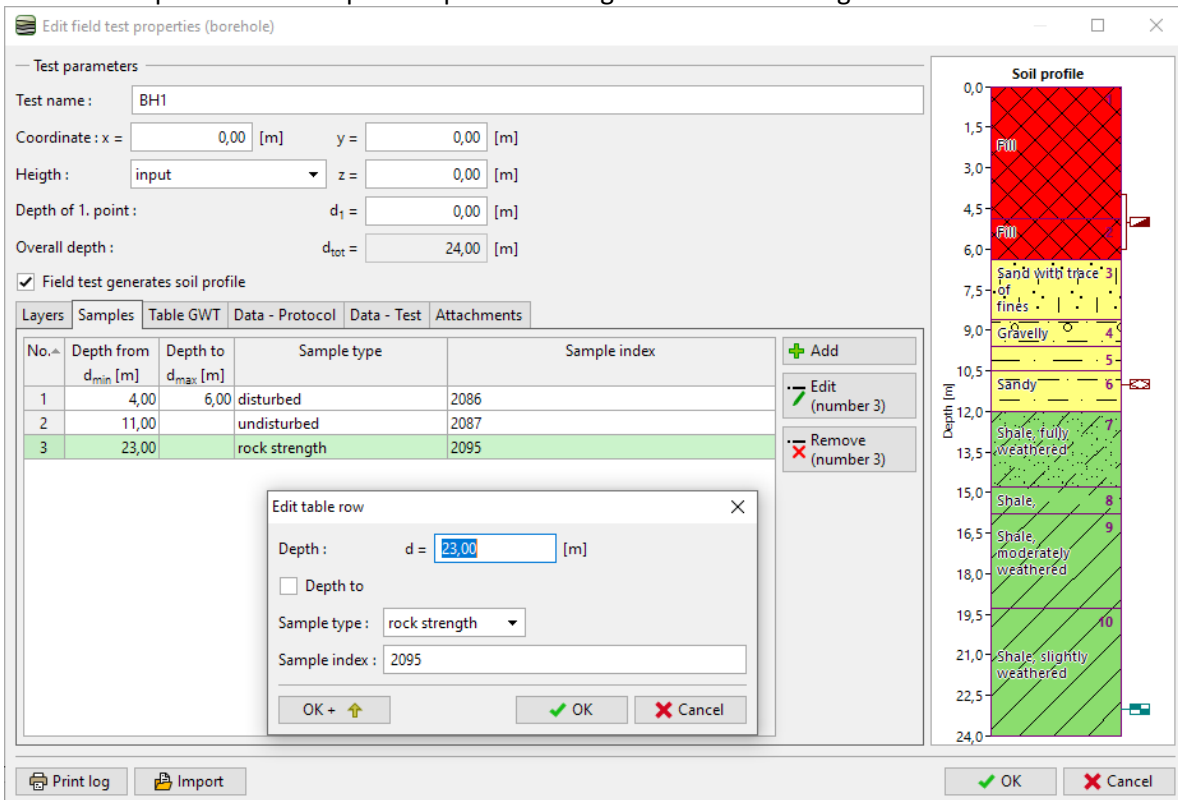 Edit field test properties (borehole)
Test parameters
Test name : BH1
Coordinate : x = 0,00 [m] y = 0,00 [m]
Heigth : input z = 0,00 [m]
Depth of 1. point : d1 = 0,00 [m]
Overall depth : dtot = 24,00 [m]
Field test generates soil profile
Layers Samples Table GWT Data - Protocol Data - Test Attachments
No. Depth from Depth to Sample type Sample index
dmin [m] dmax [m]
1 4,00 6,00 disturbed 2086
2 11,00 undisturbed 2087
3 23,00 rock strength 2095
Add
Edit
(number 3)
Remove
(number 3)
Edit table row
Depth : d = 23,00 [m]
Depth to
Sample type : rock strength
Sample index : 2095
OK + OK Cancel
Soil profile
Depth [m]
0,0
1,5
3,0
4,5
6,0
7,5
9,0
10,5
12,0
13,5
15,0
16,5
18,0
19,5
21,0
22,5
24,0
1
Fill
Fill 2
Sand with trace 3
of
fines
Gravelly 4
5
Sandy 6
7
Shale, fully
weathered
Shale, 8
9
Shale,
moderately
weathered
10
Shale, slightly
weathered
Print log Import OK Cancel